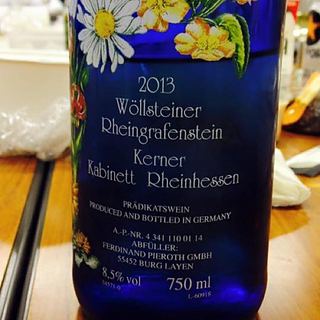 2013
Wöllsteiner
Rheingrafenstein
Kerner
Kabinett Rheinhessen
PRÄDIKATSWEIN
PRODUCED AND BOTTLED IN GERMANY
A.-P.-NR. 4 341 110 01 14
ABFÜLLER:
FERDINAND PIEROTH GMBH
55452 BURG LAYEN
8,5% vol 750 ml
L-60918